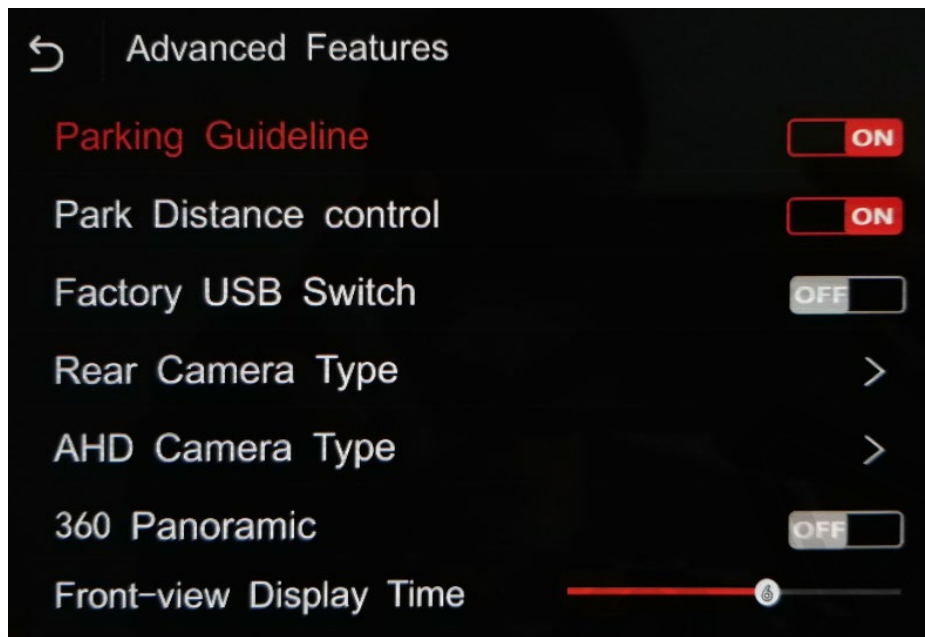 Advanced Features
Parking Guideline ON
Park Distance control ON
Factory USB Switch OFF
Rear Camera Type
AHD Camera Type
360 Panoramic OFF
Front-view Display Time 6